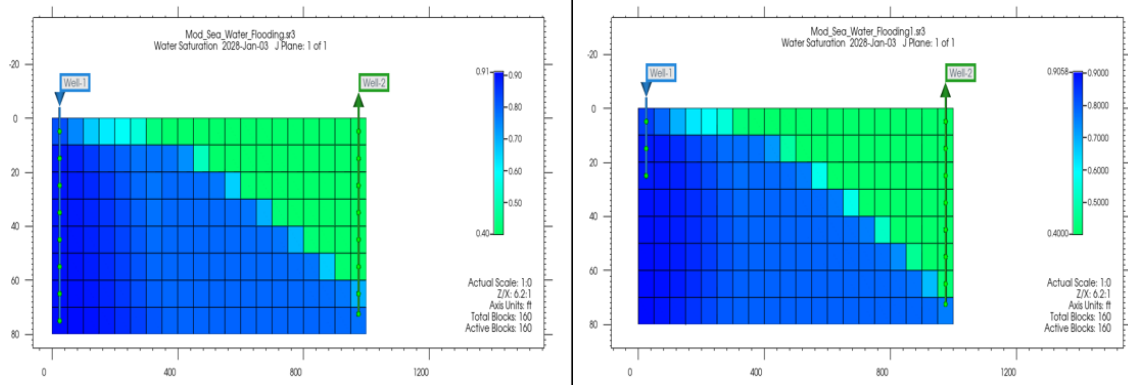 Mod_Sea_Water_Flooding.sr3
Water Saturation 2028-Jan-03 J Plane: 1 of 1
-20
Well-1
Well-2
0.91
0.90
0.80
0.70
0.60
0.50
0.40
0
20
40
60
80
Actual Scale: 1:0
Z/X: 6.2:1
Axis Units: ft
Total Blocks: 160
Active Blocks: 160
0
400
800
1200
Mod_Sea_Water_Flooding1.sr3
Water Saturation 2028-Jan-03 J Plane: 1 of 1
-20
Well-1
Well-2
0.9058
0.9000
0.8000
0.7000
0.6000
0.5000
0.4000
0
20
40
60
80
Actual Scale: 1:0
Z/X: 6.2:1
Axis Units: ft
Total Blocks: 160
Active Blocks: 160
0
400
800
1200